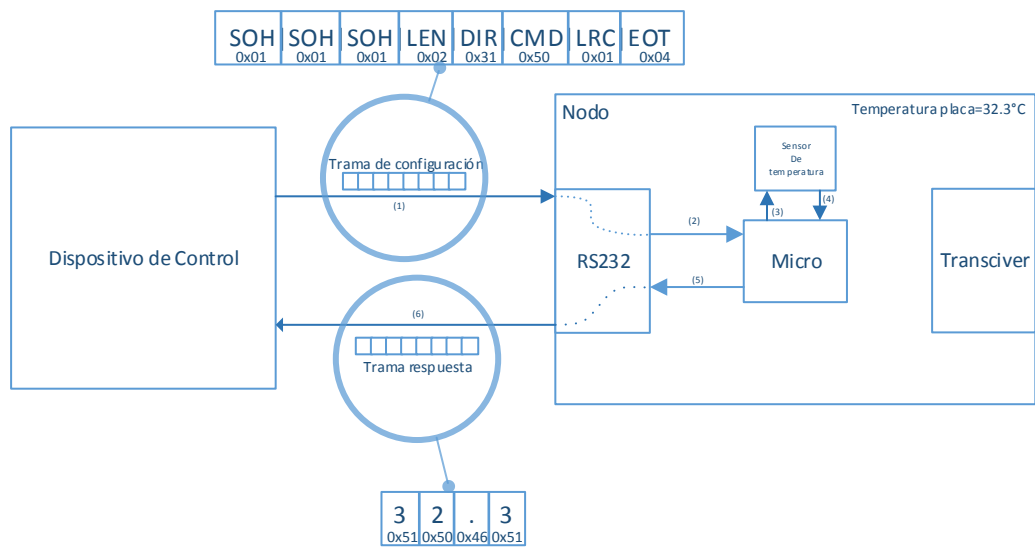 SOH SOH SOH LEN DIR CMD LRC EOT
0x01 0x01 0x01 0x02 0x31 0x50 0x01 0x04
Nodo
Temperatura placa=32.3°C
Sensor
De
temperatura
Trama de configuración
(1)
(2)
(3)
(4)
Dispositivo de Control
RS232
Micro
Transciver
(5)
(6)
Trama respuesta
3 2 . 3
0x51 0x50 0x46 0x51